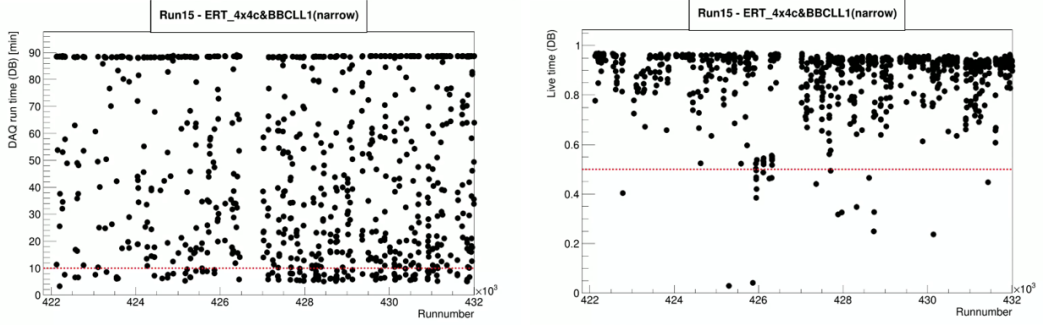 Run15 - ERT_4x4c&BBCLL1(narrow)
DAQ run time (DB) [min]
90
80
70
60
50
40
30
20
10
0
422 424 426 428 430 432
×10³
Runnumber
Run15 - ERT_4x4c&BBCLL1(narrow)
Live time (DB)
1
0.8
0.6
0.4
0.2
0
422 424 426 428 430 432
×10³
Runnumber